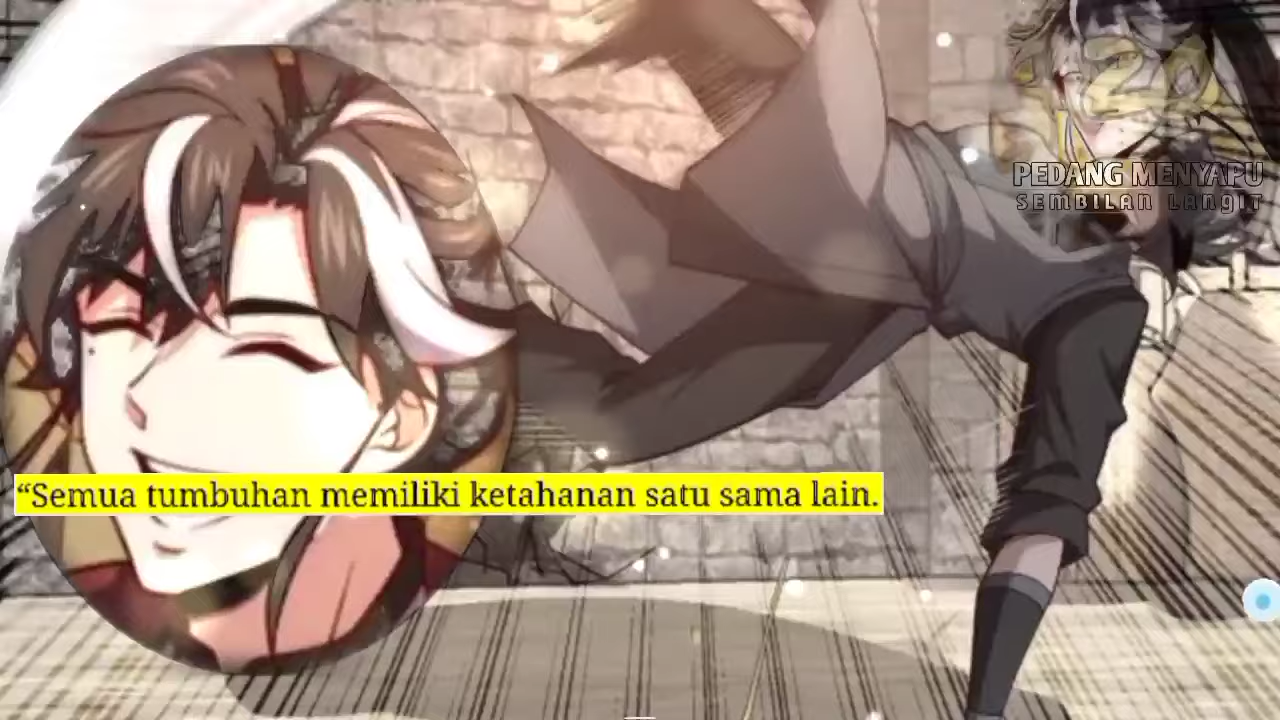 PEDANG MENYAPU
SEMBILAN LANGIT
“Semua tumbuhan memiliki ketahanan satu sama lain.